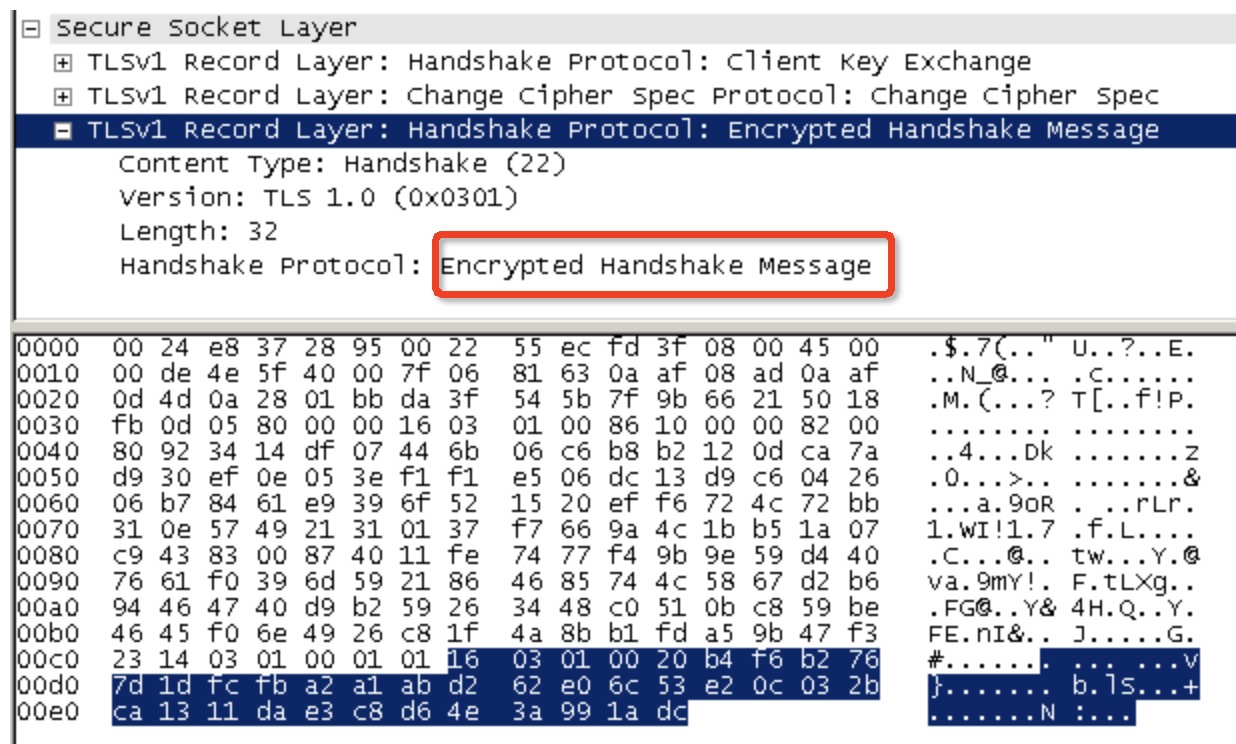 Secure Socket Layer
TLSv1 Record Layer: Handshake Protocol: Client Key Exchange
TLSv1 Record Layer: Change Cipher Spec Protocol: Change Cipher Spec
TLSv1 Record Layer: Handshake Protocol: Encrypted Handshake Message
Content Type: Handshake (22)
Version: TLS 1.0 (0x0301)
Length: 32
Handshake Protocol: Encrypted Handshake Message
0000 00 24 e8 37 28 95 00 22 55 ec fd 3f 08 00 45 00 .$.7(.." U..?..E.
0010 00 de 4e 5f 40 00 7f 06 81 63 0a af 08 ad 0a af ..N_@... .c......
0020 0d 4d 0a 28 01 bb da 3f 54 5b 7f 9b 66 21 50 18 .M.(...? T[..f!P.
0030 fb 0d 05 80 00 00 16 03 01 00 86 10 00 00 82 00 ........ ........
0040 80 92 34 14 df 07 44 6b 06 c6 b8 b2 12 0d ca 7a ..4...Dk .......z
0050 d9 30 ef 0e 05 3e f1 f1 e5 06 dc 13 d9 c6 04 26 .0...>.. .......&
0060 06 b7 84 61 e9 39 6f 52 15 20 ef f6 72 4c 72 bb ...a.9oR . ..rLr.
0070 31 0e 57 49 21 31 01 37 f7 66 9a 4c 1b b5 1a 07 1.WI!1.7 .f.L....
0080 c9 43 83 00 87 40 11 fe 74 77 f4 9b 9e 59 d4 40 .C...@.. tw...Y.@
0090 76 61 f0 39 6d 59 21 86 46 85 74 4c 58 67 d2 b6 va.9mY!. F.tLXg..
00a0 94 46 47 40 d9 b2 59 26 34 48 c0 51 0b c8 59 be .FG@..Y& 4H.Q..Y.
00b0 46 45 f0 6e 49 26 c8 1f 4a 8b b1 fd a5 9b 47 f3 FE.nI&.. J.....G.
00c0 23 14 03 01 00 01 01 16 03 01 00 20 b4 f6 b2 76 #....... ... ...v
00d0 7d 1d fc fb a2 a1 ab d2 62 e0 6c 53 e2 0c 03 2b }....... b.lS...+
00e0 ca 13 11 da e3 c8 d6 4e 3a 99 1a dc .......N :...